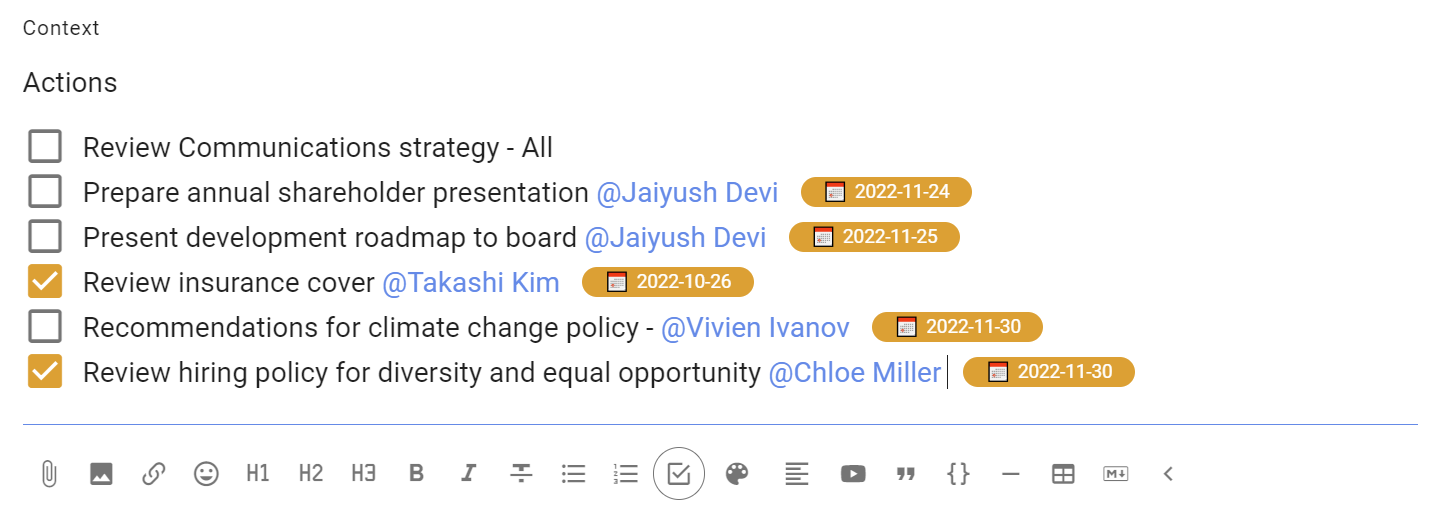 Context
Actions
Review Communications strategy - All
Prepare annual shareholder presentation @Jaiyush Devi 2022-11-24
Present development roadmap to board @Jaiyush Devi 2022-11-25
Review insurance cover @Takashi Kim 2022-10-26
Recommendations for climate change policy - @Vivien Ivanov 2022-11-30
Review hiring policy for diversity and equal opportunity @Chloe Miller 2022-11-30
H1 H2 H3 B I T 1 2 3 {} M